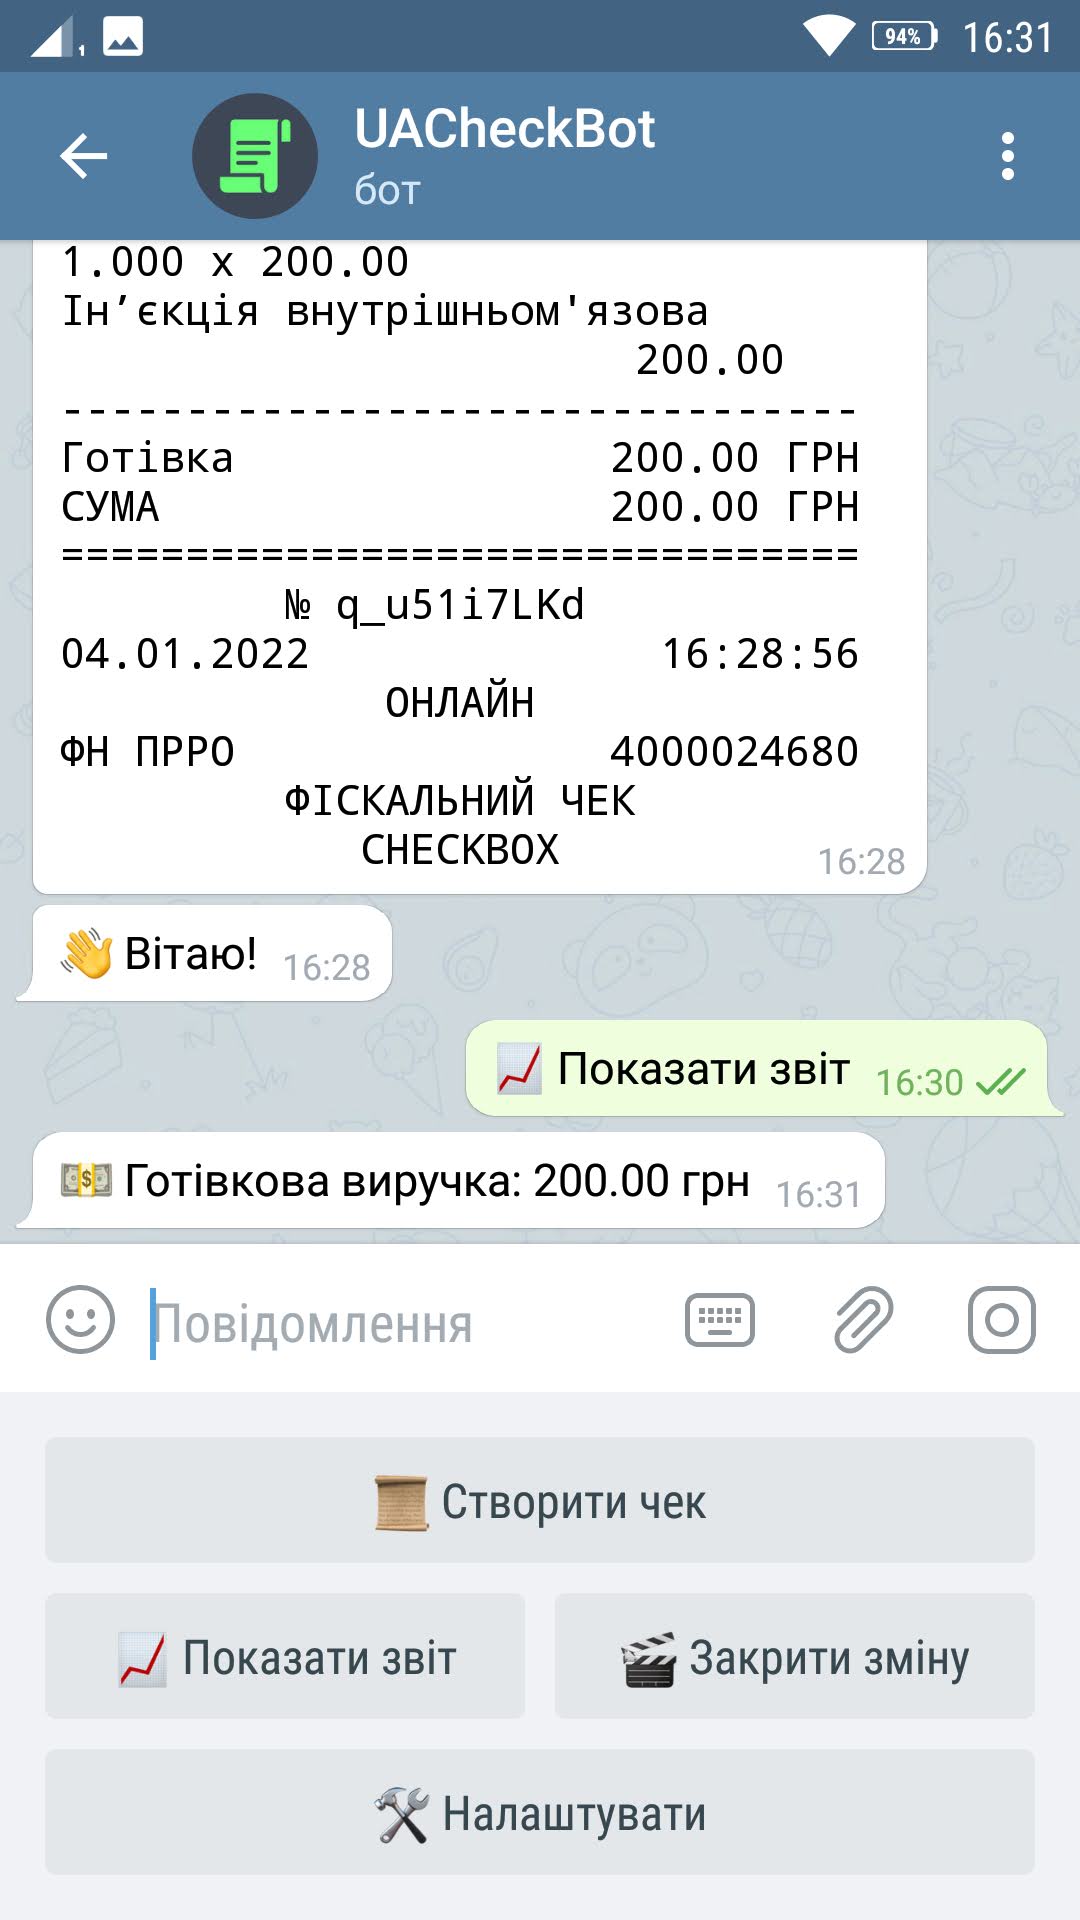 94% 16:31
UACheckBot
бот
1.000 x 200.00
Ін’єкція внутрішньом'язова
200.00
--------------------------------
Готівка 200.00 ГРН
СУМА 200.00 ГРН
================================
№ q_u51i7LKd
04.01.2022 16:28:56
ОНЛАЙН
ФН ПРРО 4000024680
ФІСКАЛЬНИЙ ЧЕК
CHECKBOX
16:28
👋 Вітаю! 16:28
📈 Показати звіт 16:30
💵 Готівкова виручка: 200.00 грн 16:31
Повідомлення
📜 Створити чек
📈 Показати звіт
🎬 Закрити зміну
🛠 Налаштувати